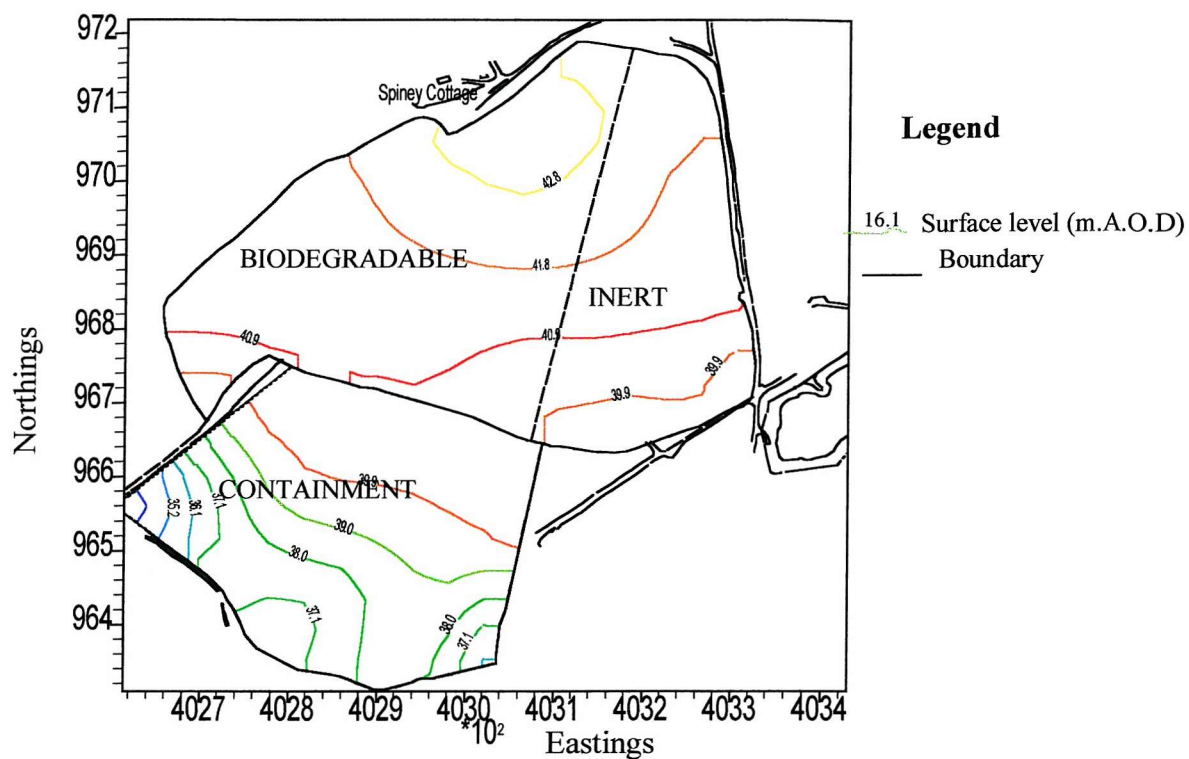 972
971
970
969
968
967
966
965
964
Northings
Spiney Cottage
42.8
BIODEGRADABLE
41.8
INERT
40.9
40.9
39.9
39.9
39.9
CONTAINMENT
35.2
36.1
37.1
39.0
38.0
37.1
38.0
37.1
4027 4028 4029 4030 4031 4032 4033 4034
*10²
Eastings
Legend
16.1 Surface level (m.A.O.D)
Boundary